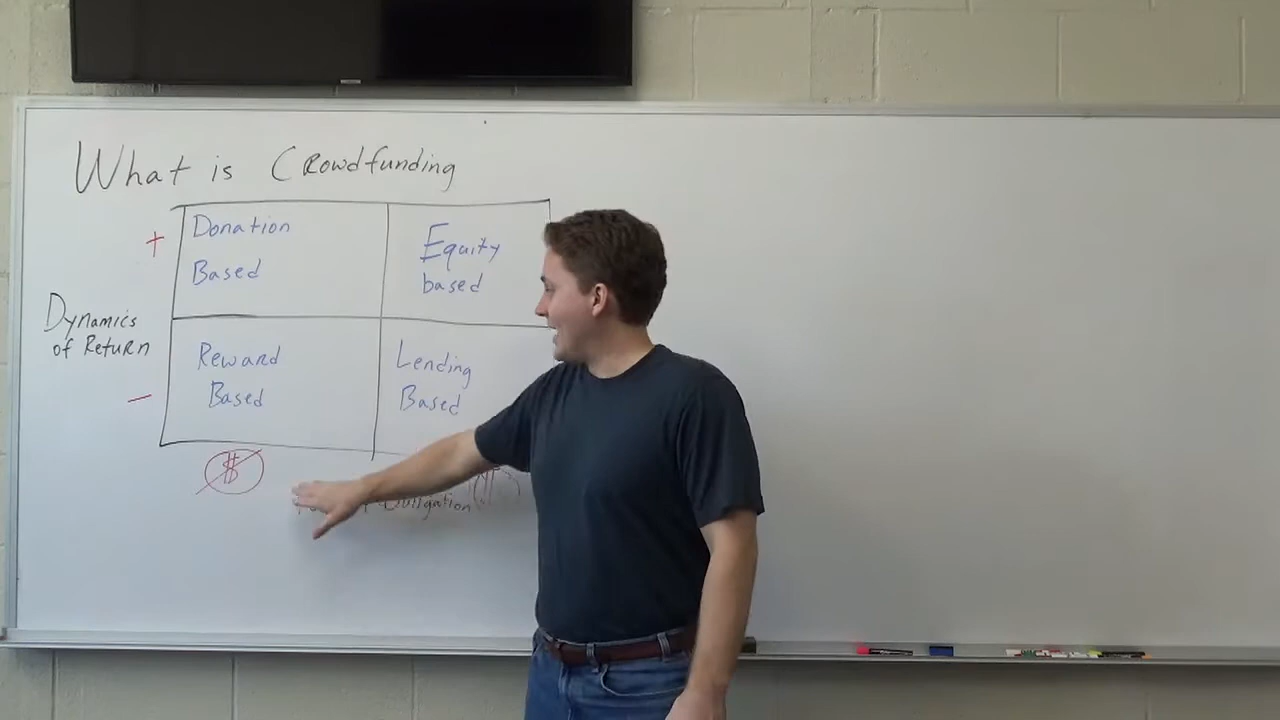 What is Crowdfunding
+
Donation
Based
Equity
based
Dynamics
of Return
Reward
Based
Lending
Based
-
$
Obligation